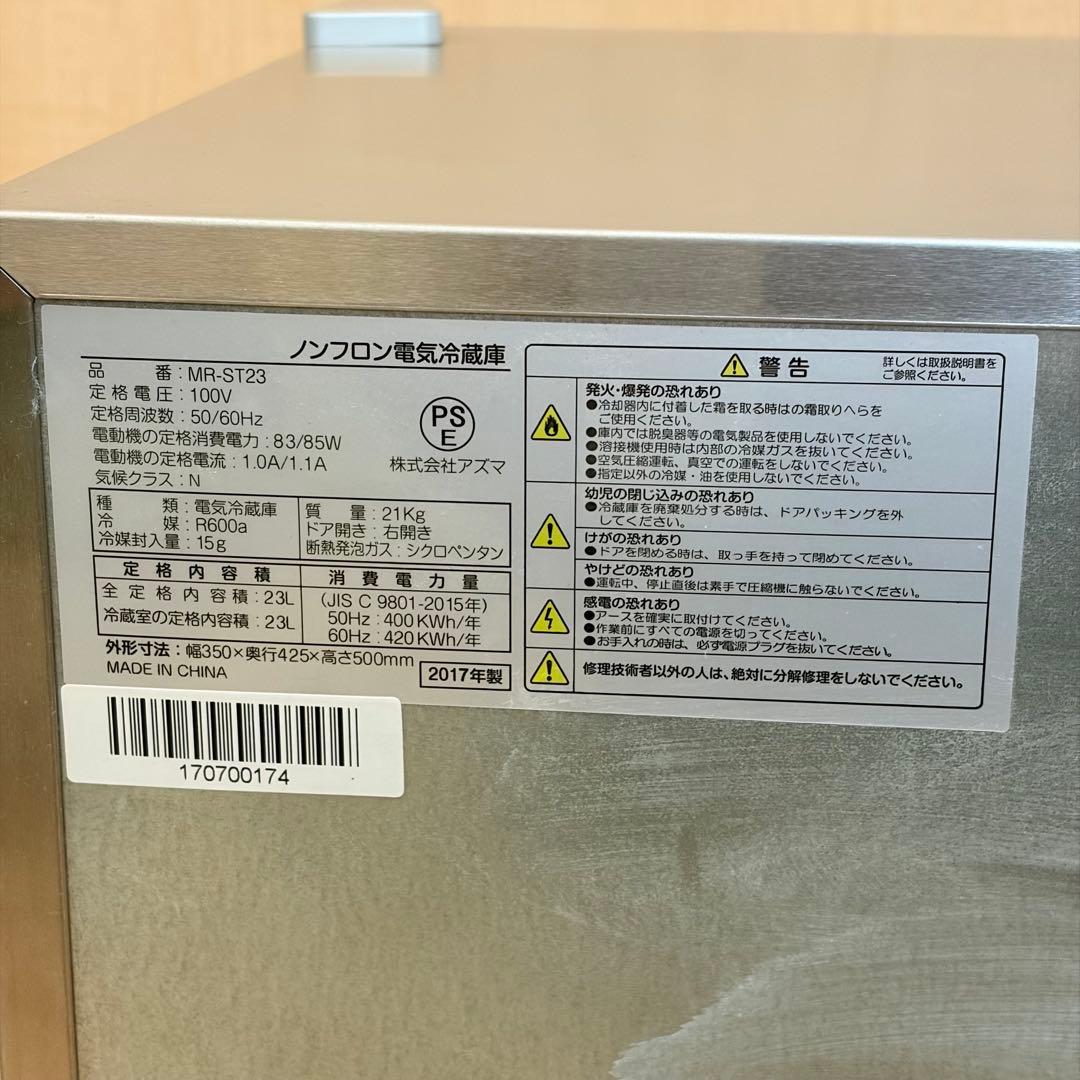 ノンフロン電気冷蔵庫
品　　番：MR-ST23
定格電圧：100V
定格周波数：50/60Hz
電動機の定格消費電力：83/85W
電動機の定格電流：1.0A/1.1A
気候クラス：N
PS
E
株式会社アズマ
種　　類：電気冷蔵庫
冷　　媒：R600a
冷媒封入量：15g
質　　量：21Kg
ドア開き：右開き
断熱発泡ガス：シクロペンタン
定格内容積
全定格内容積：23L
冷蔵室の定格内容積：23L
消費電力量
(JIS C 9801-2015年)
50Hz：400KWh/年
60Hz：420KWh/年
外形寸法：幅350×奥行425×高さ500mm
MADE IN CHINA
2017年製
警告
詳しくは取扱説明書を
ご参照ください。
発火・爆発の恐れあり
●冷却器内に付着した霜を取る時はの霜取りへらを
ご使用ください。
●庫内では脱臭器等の電気製品を使用しないでください。
●溶接機使用時は内部の冷媒ガスを抜いてください。
●空気圧縮運転、真空での運転をしないでください。
●指定以外の冷媒・油を使用しないでください。
幼児の閉じ込みの恐れあり
●冷蔵庫を廃棄処分する時は、ドアパッキングを外
してください。
けがの恐れあり
●ドアを閉める時は、取っ手を持って閉めてください。
やけどの恐れあり
●運転中、停止直後は素手で圧縮機に触らないでください。
感電の恐れあり
●アースを確実に取付けてください。
●作業前にすべての電源を切ってください。
●お手入れの時は、必ず電源プラグを抜いてください。
修理技術者以外の人は、絶対に分解修理をしないでください。
170700174